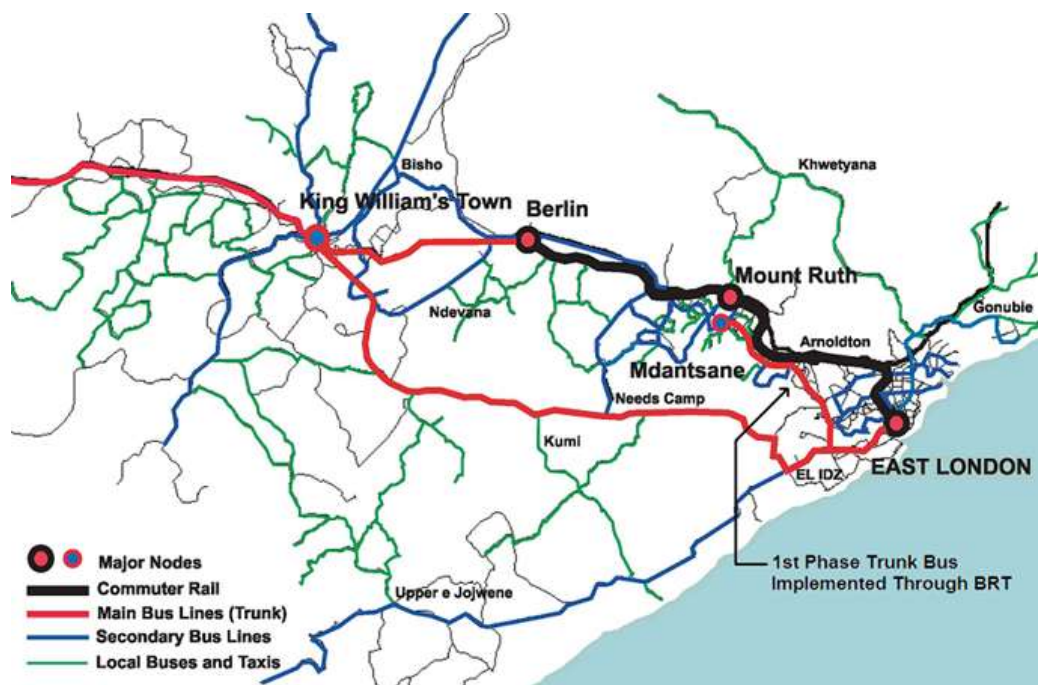 Khwetyana
Bisho
King William's Town
Berlin
Mount Ruth
Gonubie
Ndevana
Arnoldton
Mdantsane
Needs Camp
Kumi
EAST LONDON
EL IDZ
1st Phase Trunk Bus
Implemented Through BRT
Upper e Jojwene
Major Nodes
Commuter Rail
Main Bus Lines (Trunk)
Secondary Bus Lines
Local Buses and Taxis